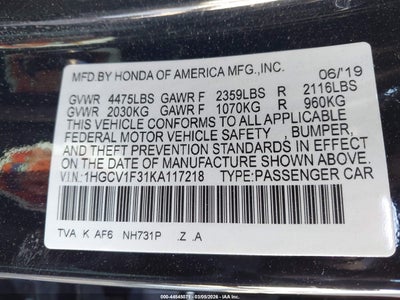 MFD.BY HONDA OF AMERICA MFG.,INC. 06/'19
GVWR 4475LBS GAWR F 2359LBS R 2116LBS
GVWR 2030KG GAWR F 1070KG R 960KG
THIS VEHICLE CONFORMS TO ALL APPLICABLE
FEDERAL MOTOR VEHICLE SAFETY , BUMPER,
AND THEFT PREVENTION STANDARDS IN EFFECT
ON THE DATE OF MANUFACTURE SHOWN ABOVE.
V.I.N: 1HGCV1F31KA117218 TYPE:PASSENGER CAR
TVA K AF6 NH731P .Z .A
000-44545075 | 03/05/2026 | IAA Inc.